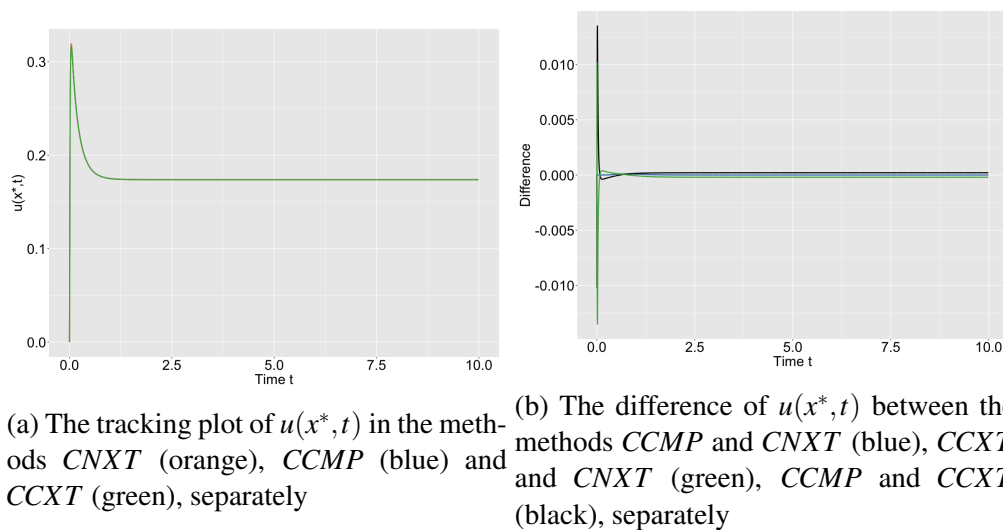 0.3
0.2
0.1
0.0
u(x*,t)
0.0
2.5
5.0
7.5
10.0
Time t
(a) The tracking plot of u(x*,t) in the meth-
ods CNXT (orange), CCMP (blue) and
CCXT (green), separately
0.010
0.005
0.000
-0.005
-0.010
Difference
0.0
2.5
5.0
7.5
10.0
Time t
(b) The difference of u(x*,t) between the
methods CCMP and CNXT (blue), CCXT
and CNXT (green), CCMP and CCXT
(black), separately